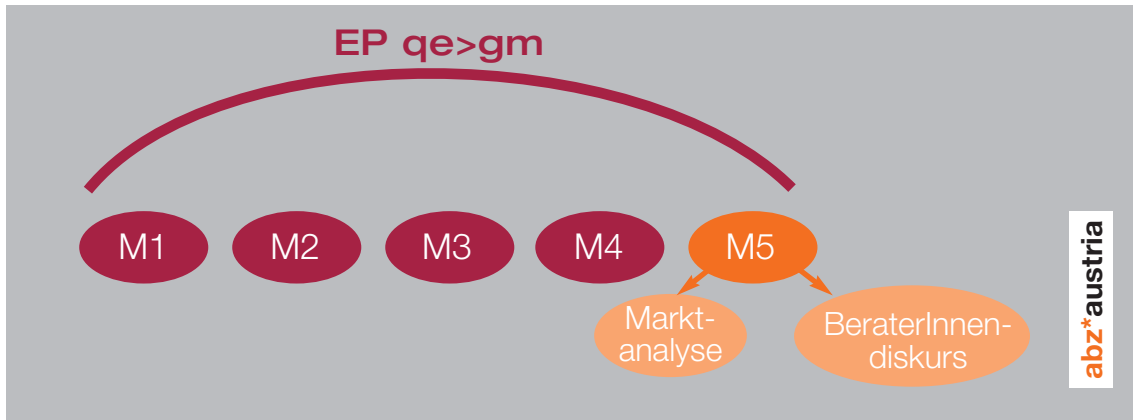 EP qe>gm
M1 M2 M3 M4 M5
Markt-
analyse
BeraterInnen-
diskurs
abz*austria